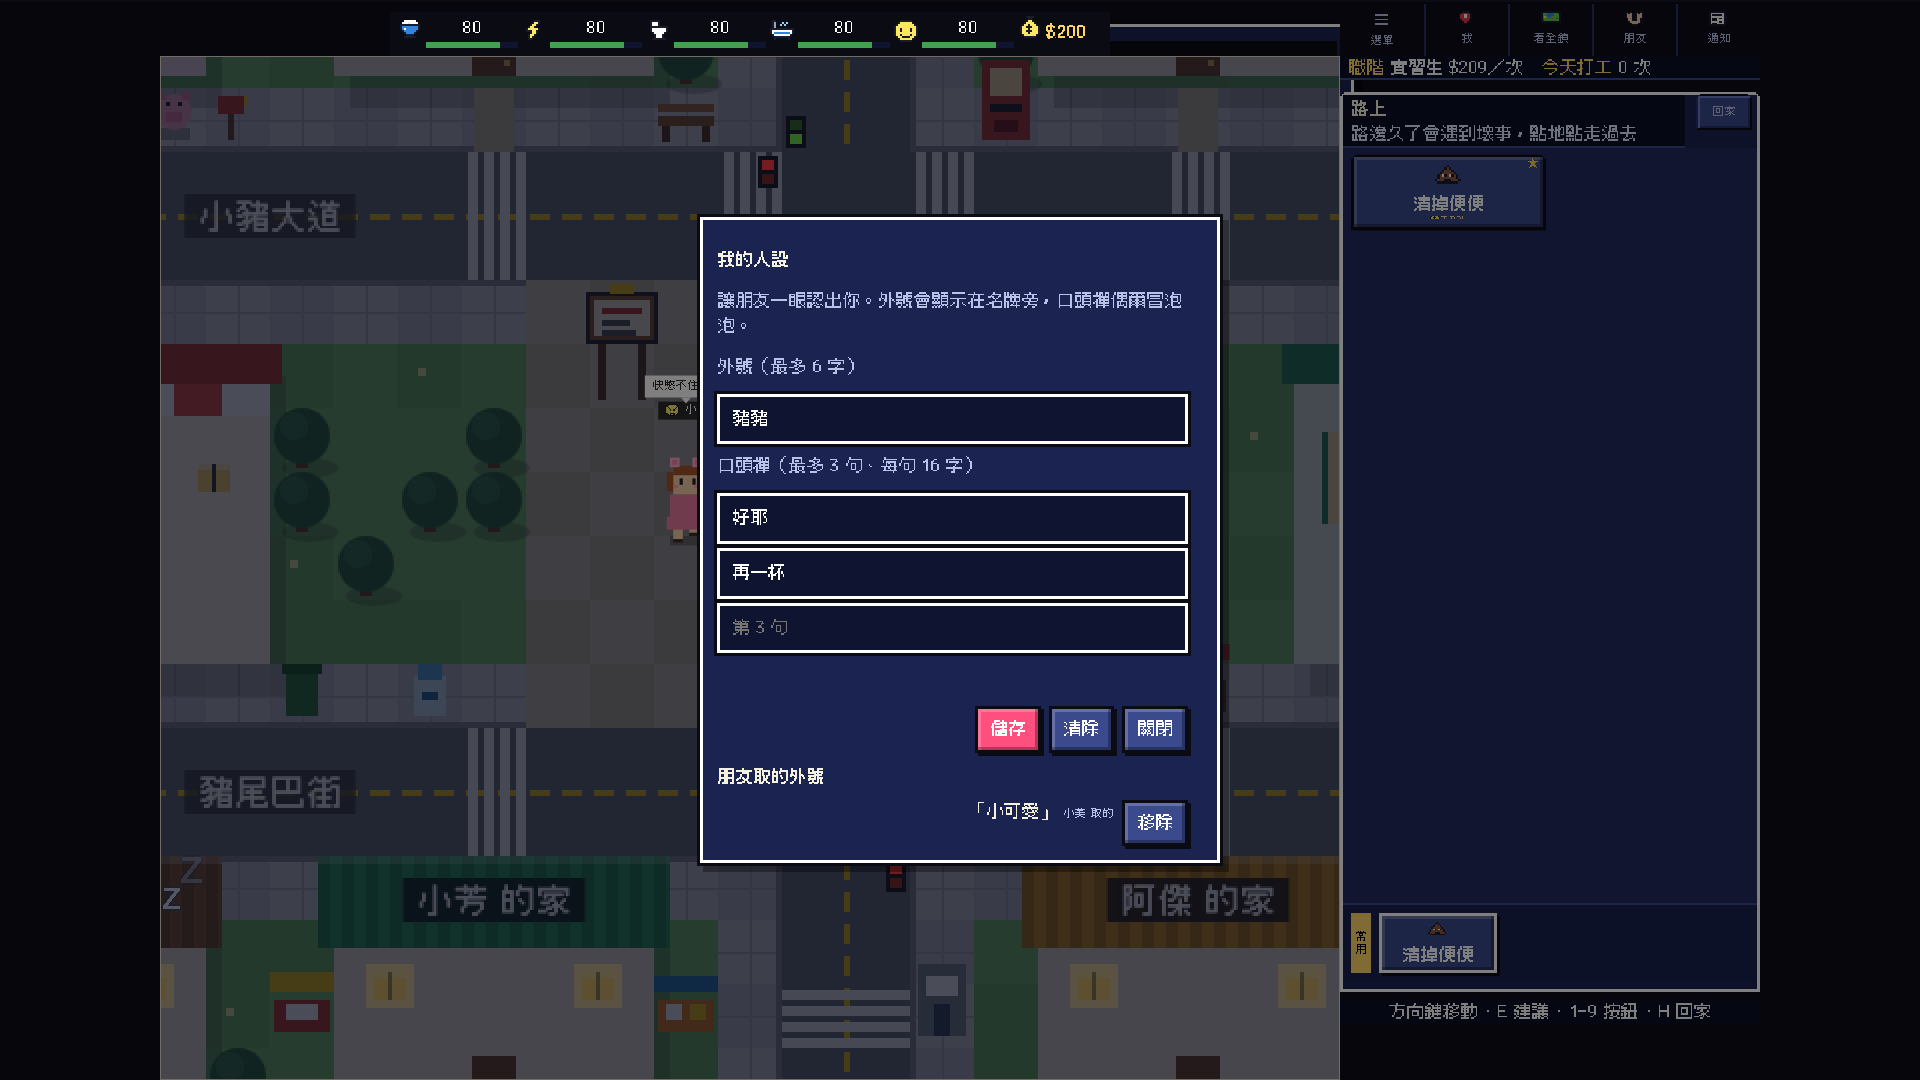 80 80 80 80 80 $200
選單 我 看全鎮 朋友 通知
職階 實習生 $209／次 今天打工 0 次
路上
路邊久了會遇到壞事，點地點走過去
回家
清掉便便
小豬大道
我的人設
讓朋友一眼認出你。外號會顯示在名牌旁，口頭禪偶爾冒泡
泡。
外號（最多 6 字）
快憋不住
小
豬豬
口頭禪（最多 3 句、每句 16 字）
好耶
再一杯
第 3 句
儲存 清除 關閉
朋友取的外號
「小可愛」 小美 取的 移除
豬尾巴街
Z
Z
小芳 的家
阿傑 的家
常用
清掉便便
方向鍵移動 · E 建議 · 1-9 按鈕 · H 回家